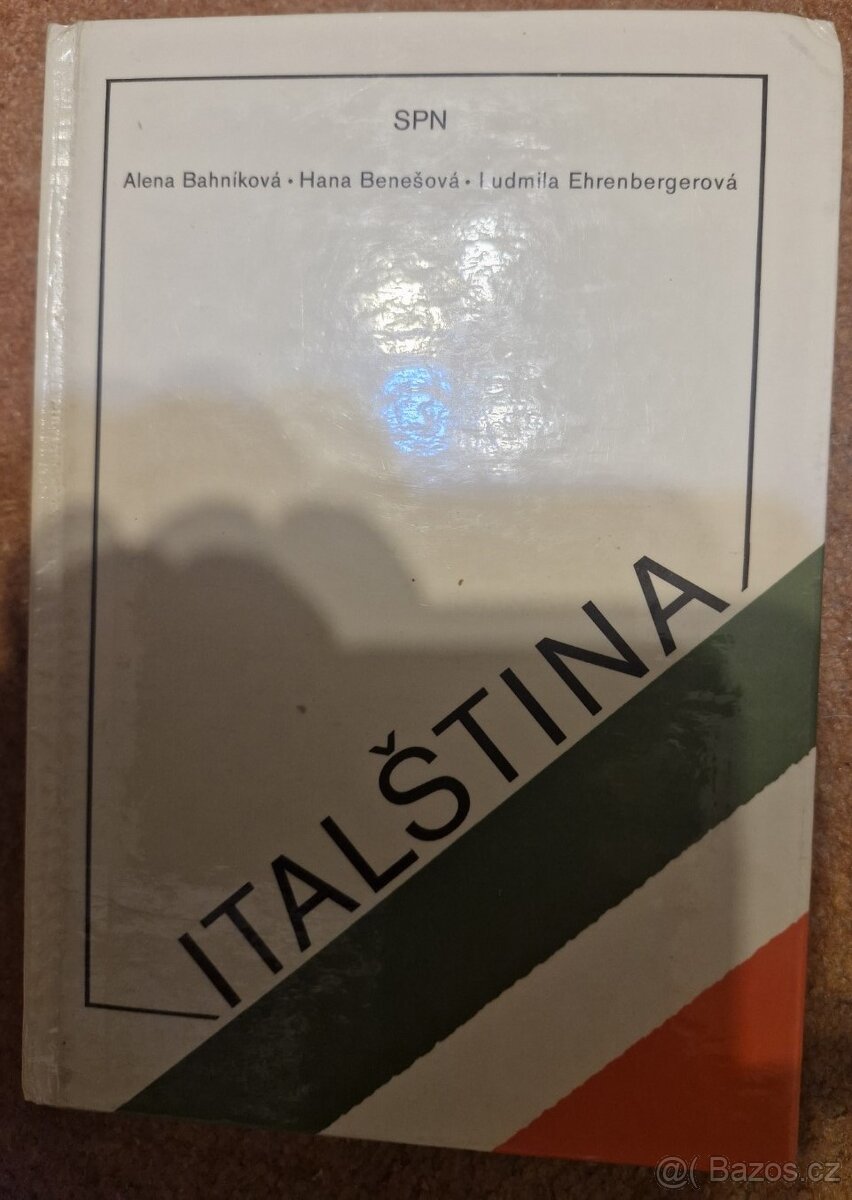 SPN
Alena Bahníková • Hana Benešová • Ludmila Ehrenbergerová
ITALŠTINA
@( Bazos.cz